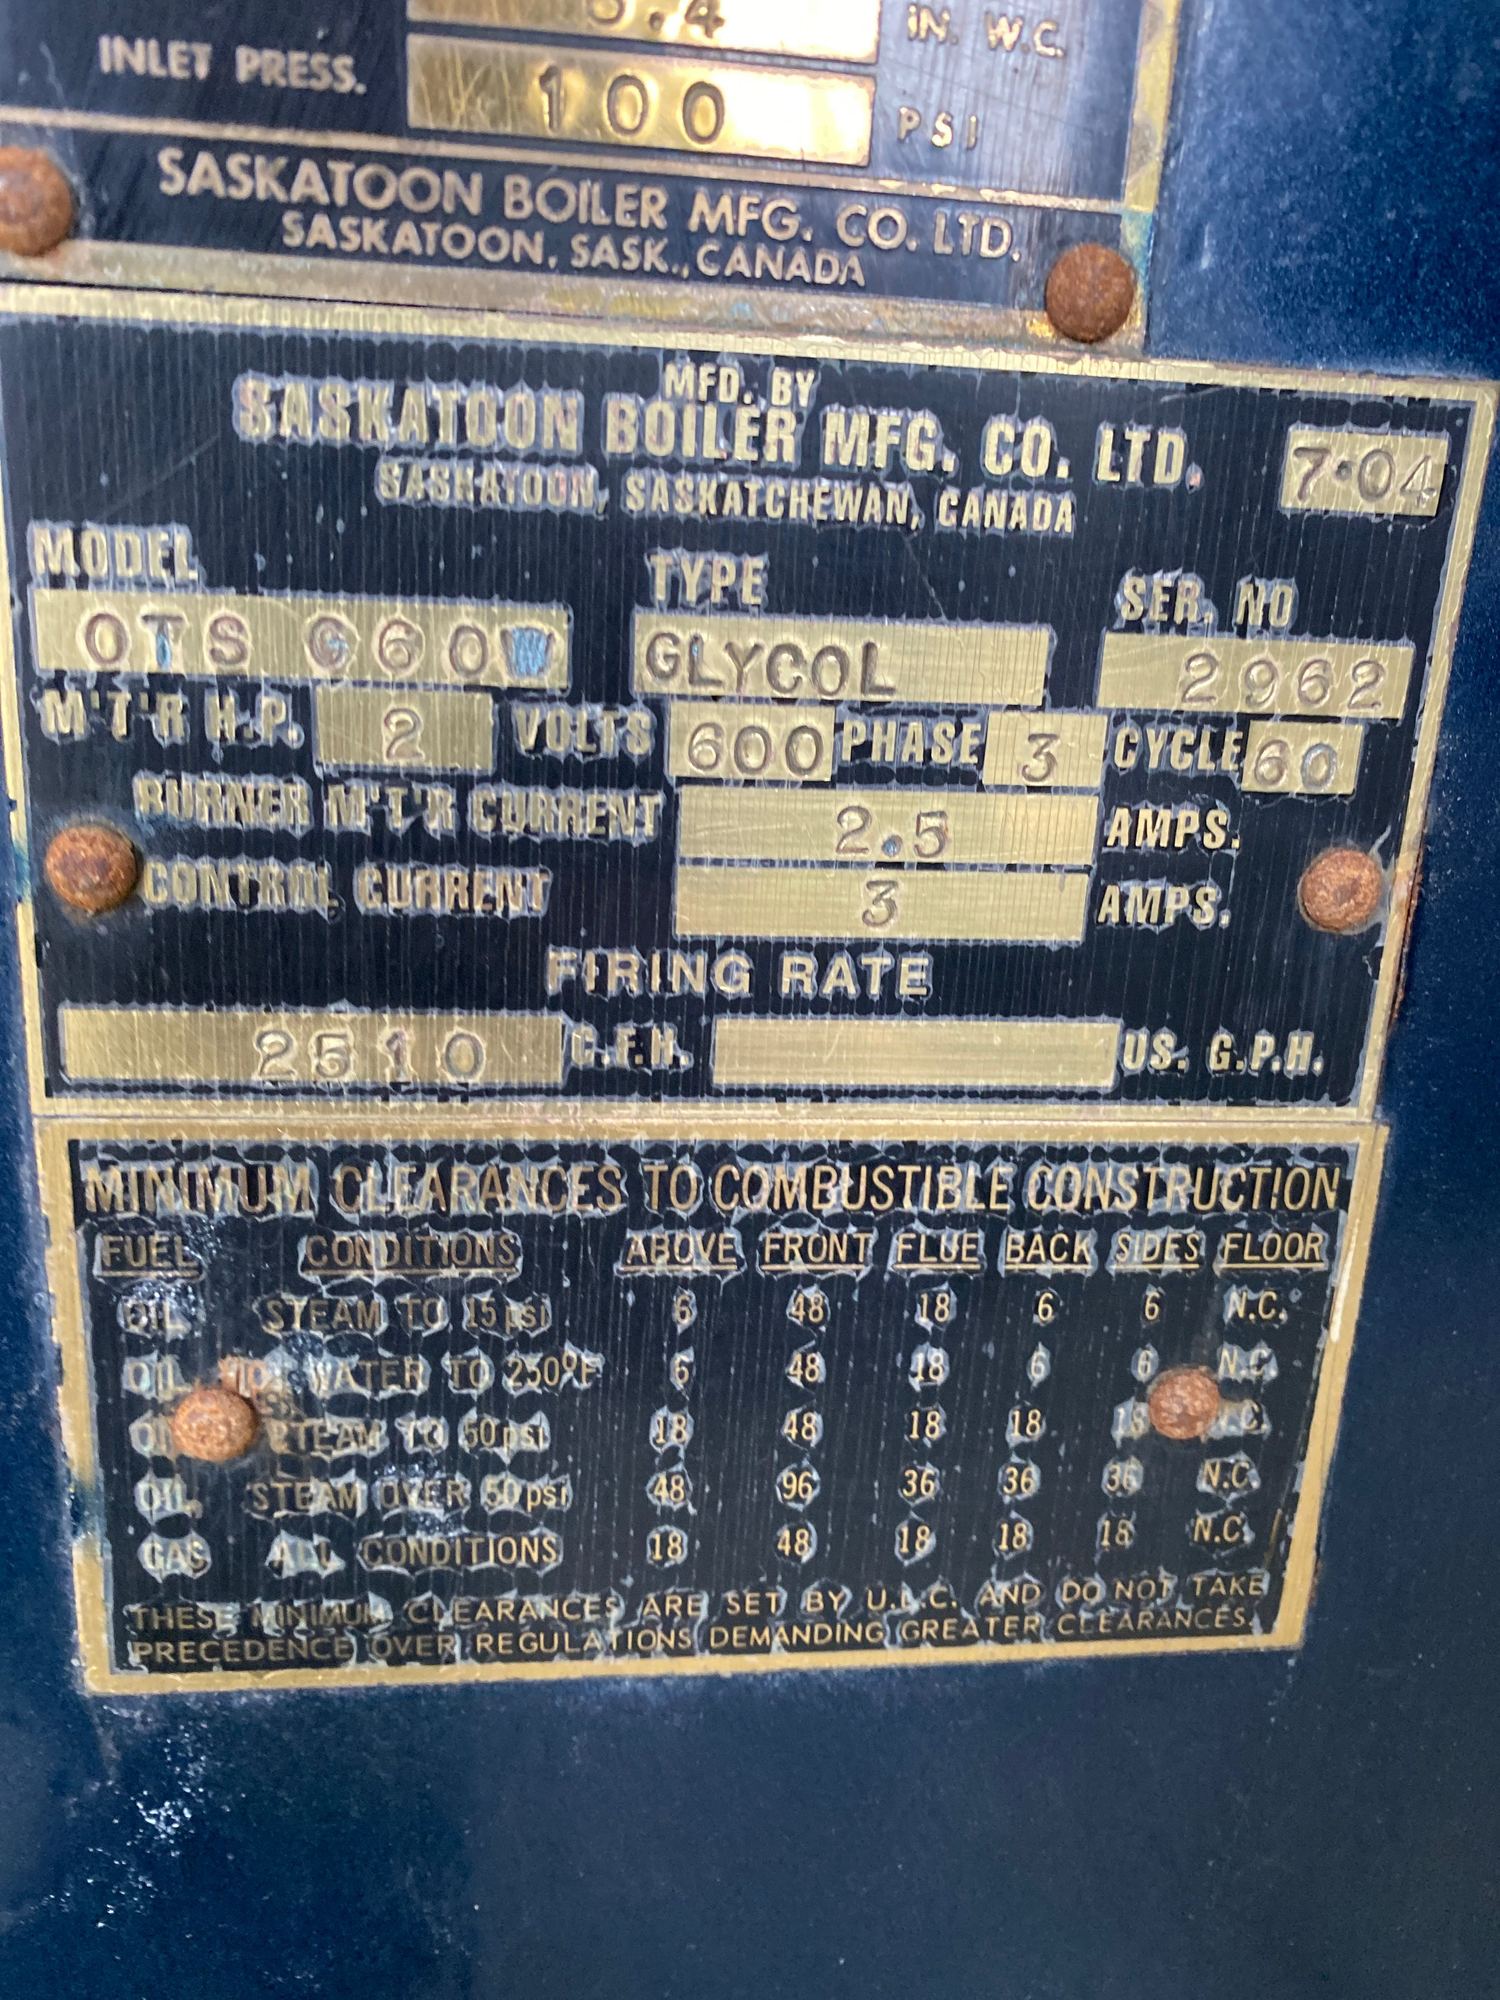 5.4 IN. W.C.
INLET PRESS. 100 PSI
SASKATOON BOILER MFG. CO. LTD.
SASKATOON, SASK., CANADA
MFD. BY
SASKATOON BOILER MFG. CO. LTD. 7·04
SASKATOON, SASKATCHEWAN, CANADA
MODEL TYPE SER. NO
OTS G60W GLYCOL 2962
M'T'R H.P. 2 VOLTS 600 PHASE 3 CYCLE 60
BURNER M'T'R CURRENT 2.5 AMPS.
CONTROL CURRENT 3 AMPS.
FIRING RATE
2510 C.F.H. US. G.P.H.
MINIMUM CLEARANCES TO COMBUSTIBLE CONSTRUCTION
FUEL CONDITIONS ABOVE FRONT FLUE BACK SIDES FLOOR
OIL STEAM TO 15 psi 6 48 18 6 6 N.C.
OIL WATER TO 250°F 6 48 18 6 6 N.C.
STEAM TO 50 psi 18 48 18 18 18
OIL STEAM OVER 50 psi 48 96 36 36 36 N.C.
GAS ALL CONDITIONS 18 48 18 18 18 N.C.
THESE MINIMUM CLEARANCES ARE SET BY U.L.C. AND DO NOT TAKE
PRECEDENCE OVER REGULATIONS DEMANDING GREATER CLEARANCES.